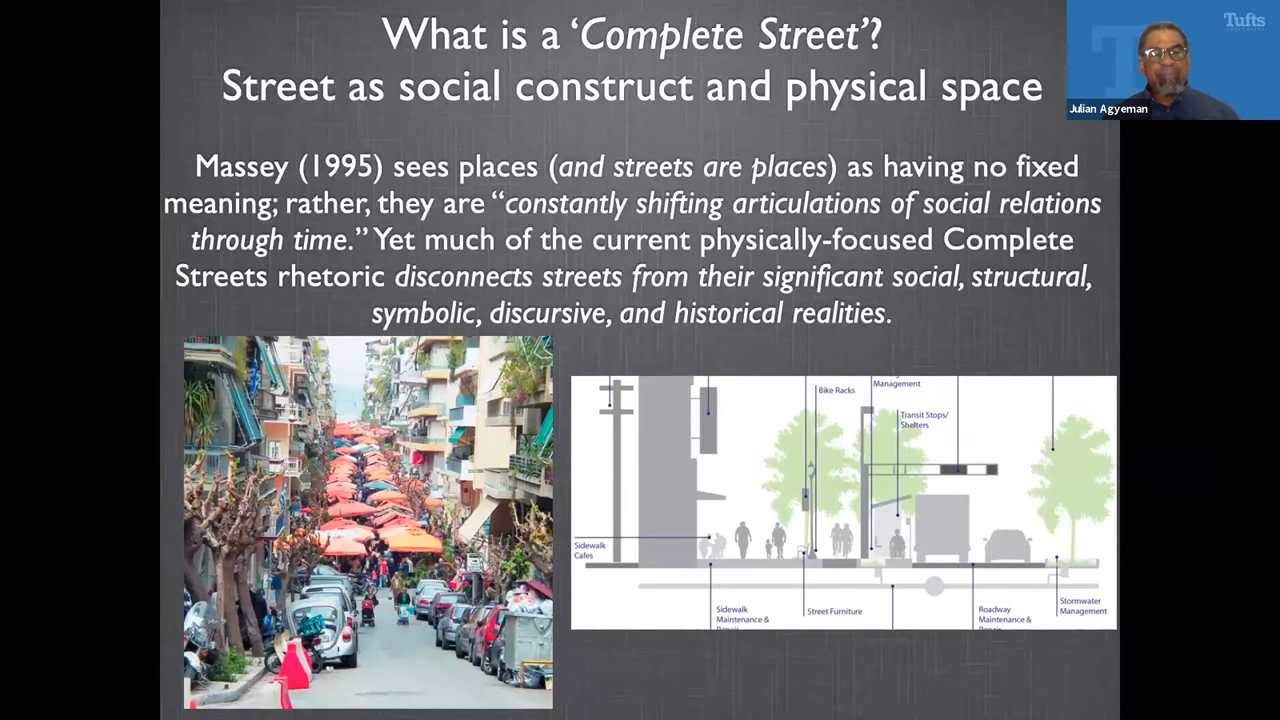 What is a ‘Complete Street’?
Street as social construct and physical space
Tufts
UNIVERSITY
Julian Agyeman
Massey (1995) sees places (and streets are places) as having no fixed
meaning; rather, they are “constantly shifting articulations of social relations
through time.” Yet much of the current physically-focused Complete
Streets rhetoric disconnects streets from their significant social, structural,
symbolic, discursive, and historical realities.
Management
Bike Racks
Transit Stops/
Shelters
Sidewalk
Cafes
Sidewalk
Maintenance &
Street Furniture
Roadway
Maintenance &
Stormwater
Management